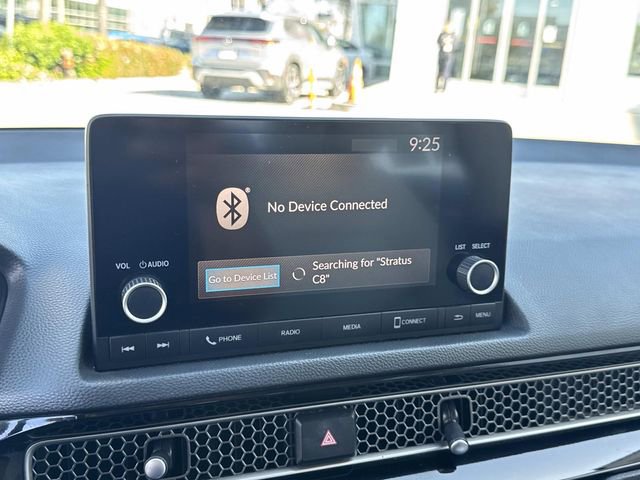 9:25
®
No Device Connected
VOL AUDIO
LIST SELECT
Go to Device List
Searching for "Stratus
C8"
PHONE
RADIO
MEDIA
CONNECT
MENU